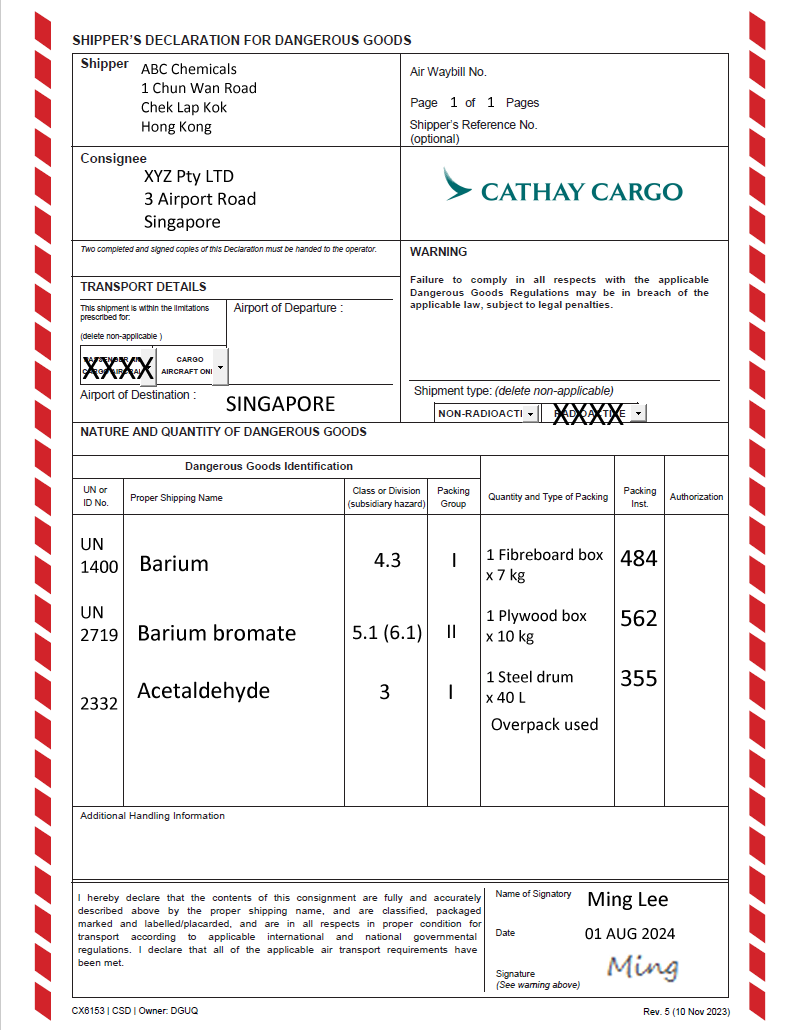 SHIPPER'S DECLARATION FOR DANGEROUS GOODS
Shipper
ABC Chemicals
1 Chun Wan Road
Chek Lap Kok
Hong Kong
Air Waybill No.
Page 1 of 1 Pages
Shipper's Reference No.
(optional)
Consignee
XYZ Pty LTD
3 Airport Road
Singapore
CATHAY CARGO
Two completed and signed copies of this Declaration must be handed to the operator.
WARNING
Failure to comply in all respects with the applicable
Dangerous Goods Regulations may be in breach of the
applicable law, subject to legal penalties.
TRANSPORT DETAILS
This shipment is within the limitations
prescribed for:
(delete non-applicable )
XXXX
CARGO
AIRCRAFT ONL
Airport of Departure :
Airport of Destination :
SINGAPORE
Shipment type: (delete non-applicable)
NON-RADIOACTI
RADIOACTIVE
XXXX
NATURE AND QUANTITY OF DANGEROUS GOODS
Dangerous Goods Identification
UN or
ID No.
Proper Shipping Name
Class or Division
(subsidiary hazard)
Packing
Group
Quantity and Type of Packing
Packing
Inst.
Authorization
UN
1400
Barium
4.3
I
1 Fibreboard box
x 7 kg
484
UN
2719
Barium bromate
5.1 (6.1)
II
1 Plywood box
x 10 kg
562
2332
Acetaldehyde
3
I
1 Steel drum
x 40 L
355
Overpack used
Additional Handling Information
I hereby declare that the contents of this consignment are fully and accurately
described above by the proper shipping name, and are classified, packaged
marked and labelled/placarded, and are in all respects in proper condition for
transport according to applicable international and national governmental
regulations. I declare that all of the applicable air transport requirements have
been met.
Name of Signatory
Ming Lee
Date
01 AUG 2024
Signature
(See warning above)
Ming
CX6153 | CSD | Owner: DGUQ
Rev. 5 (10 Nov 2023)